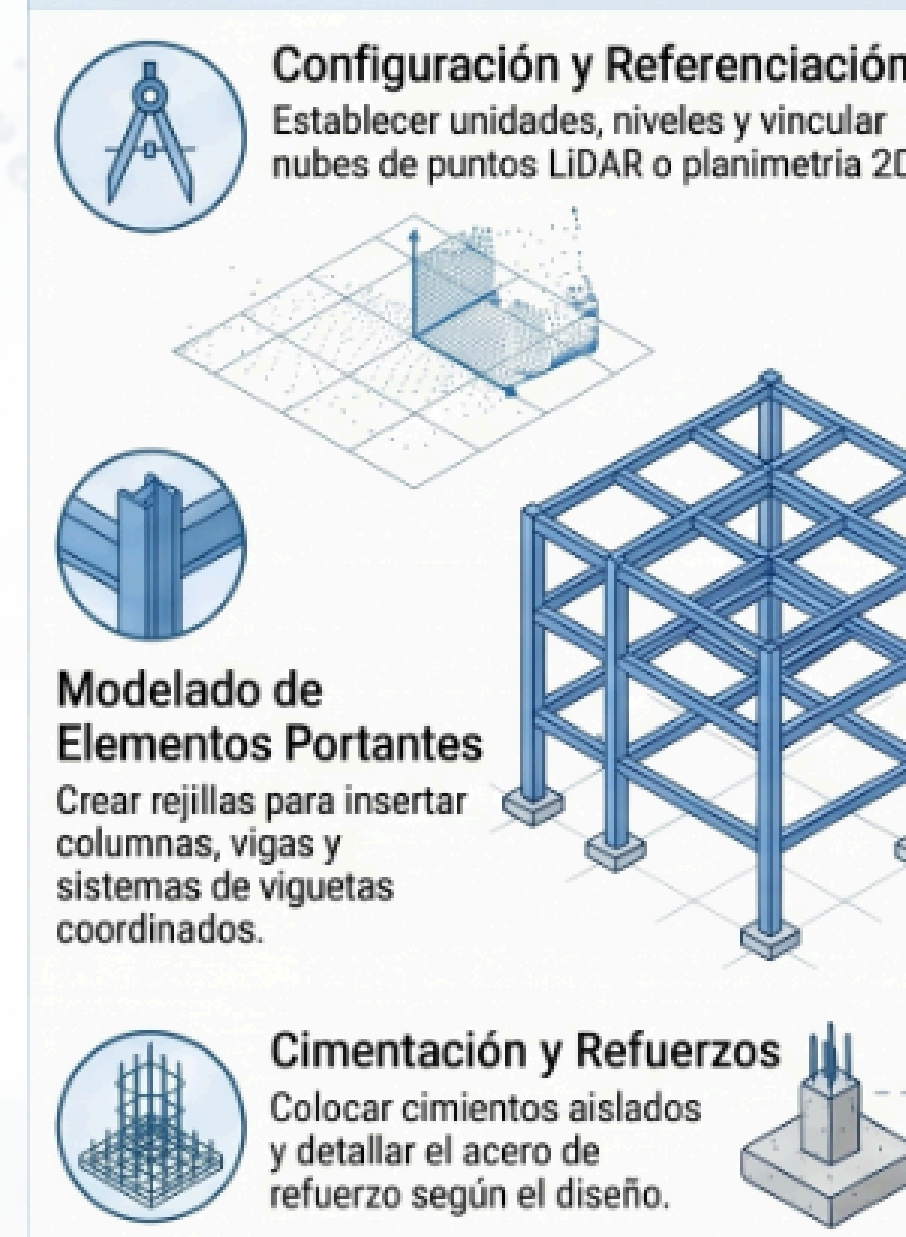 Configuración y Referenciación
Establecer unidades, niveles y vincular
nubes de puntos LiDAR o planimetria 2D
Modelado de
Elementos Portantes
Crear rejillas para insertar
columnas, vigas y
sistemas de viguetas
coordinados.
Cimentación y Refuerzos
Colocar cimientos aislados
y detallar el acero de
refuerzo según el diseño.